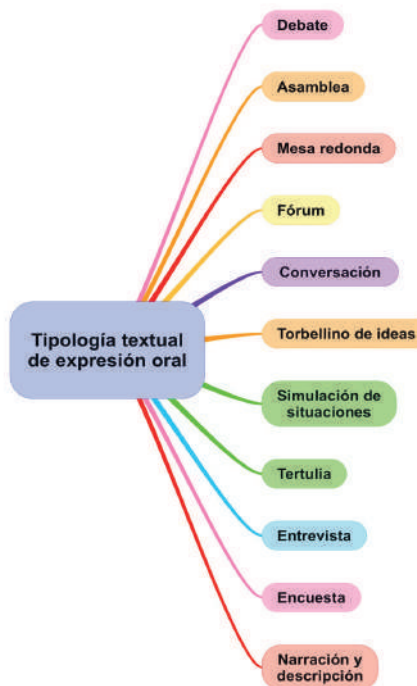 Debate
Asamblea
Mesa redonda
Fórum
Conversación
Tipología textual
de expresión oral
Torbellino de ideas
Simulación de
situaciones
Tertulia
Entrevista
Encuesta
Narración y
descripción